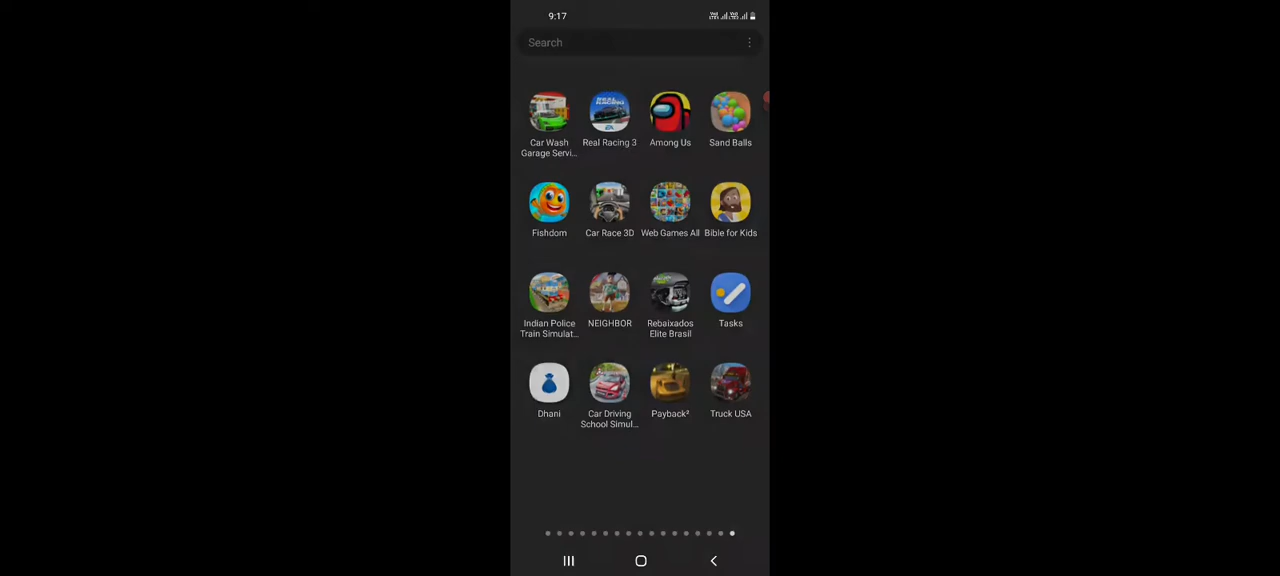 9:17
Search
Car Wash
Garage Servi...
Real Racing 3
Among Us
Sand Balls
Fishdom
Car Race 3D
Web Games All
Bible for Kids
Indian Police
Train Simulat...
NEIGHBOR
Rebaixados
Elite Brasil
Tasks
Dhani
Car Driving
School Simul...
Payback²
Truck USA